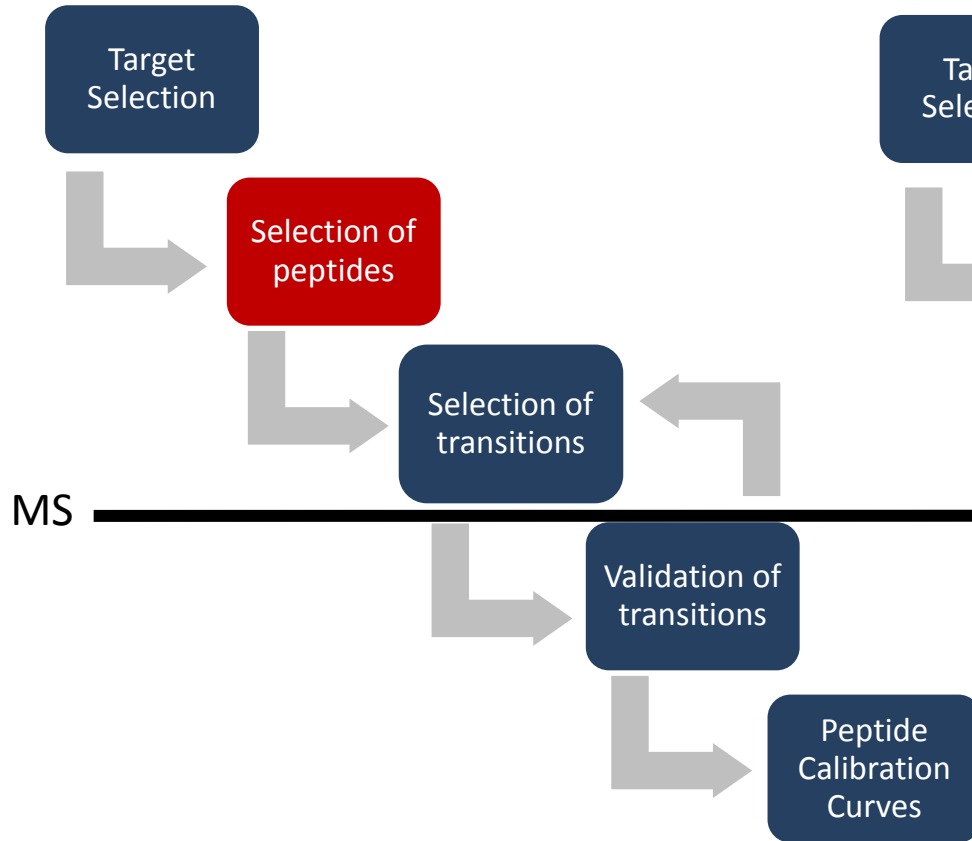 Target
Selection
Selection of
peptides
Selection of
transitions
MS
Validation of
transitions
Peptide
Calibration
Curves